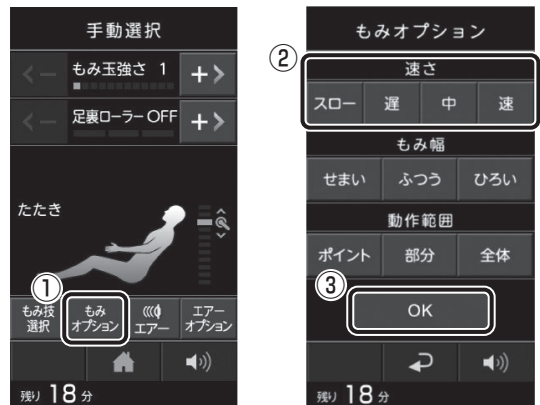 手動選択
もみ玉強さ 1
足裏ローラー OFF
たたき
①
もみ技
選択
もみ
オプション
エアー
エアー
オプション
残り 18 分
もみオプション
②
速さ
スロー 遅 中 速
もみ幅
せまい ふつう ひろい
動作範囲
ポイント 部分 全体
③
OK
残り 18 分